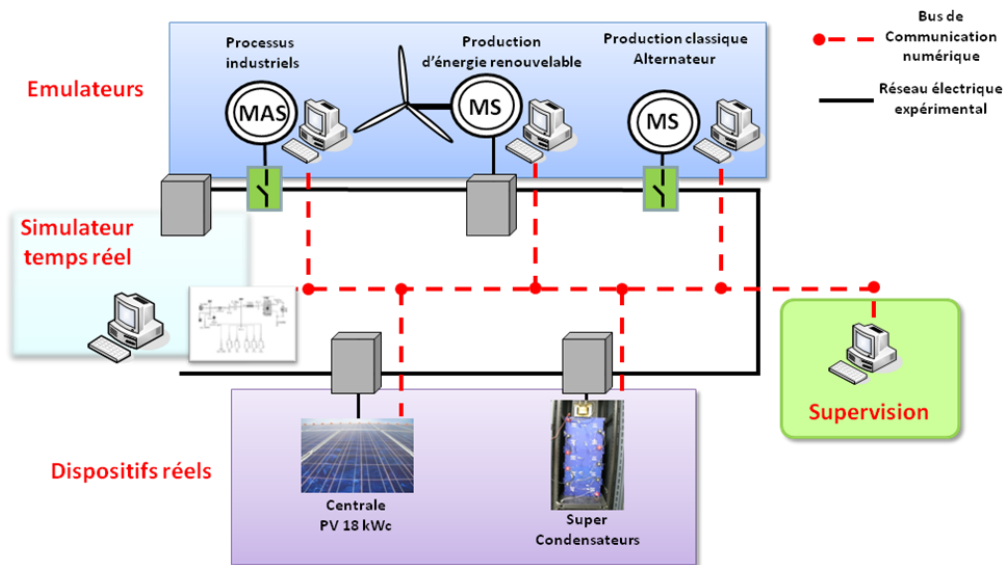 Emulateurs
Processus
industriels
MAS
Production
d'énergie renouvelable
MS
Production classique
Alternateur
MS
Bus de
Communication
numérique
Réseau électrique
expérimental
Simulateur
temps réel
Supervision
Dispositifs réels
Centrale
PV 18 kWc
Super
Condensateurs